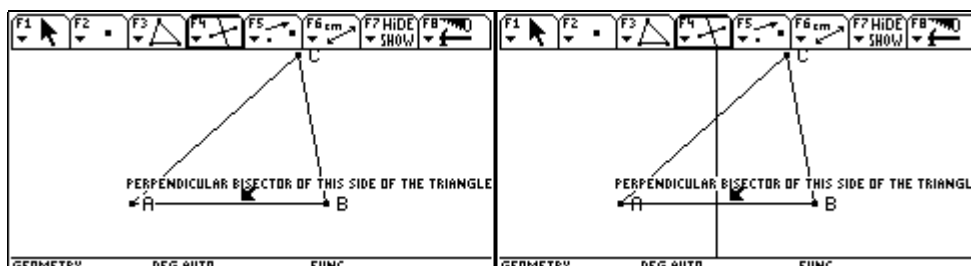 F1 F2 F3 F4 F5 F6 cm F7 HiDE SHOW F8
C
PERPENDICULAR BISECTOR OF THIS SIDE OF THE TRIANGLE
A B
GEOMETRY DEG AUTO FUNC
F1 F2 F3 F4 F5 F6 cm F7 HiDE SHOW F8
C
PERPENDICULAR BISECTOR OF THIS SIDE OF THE TRIANGL
A B
GEOMETRY DEG AUTO FUNC